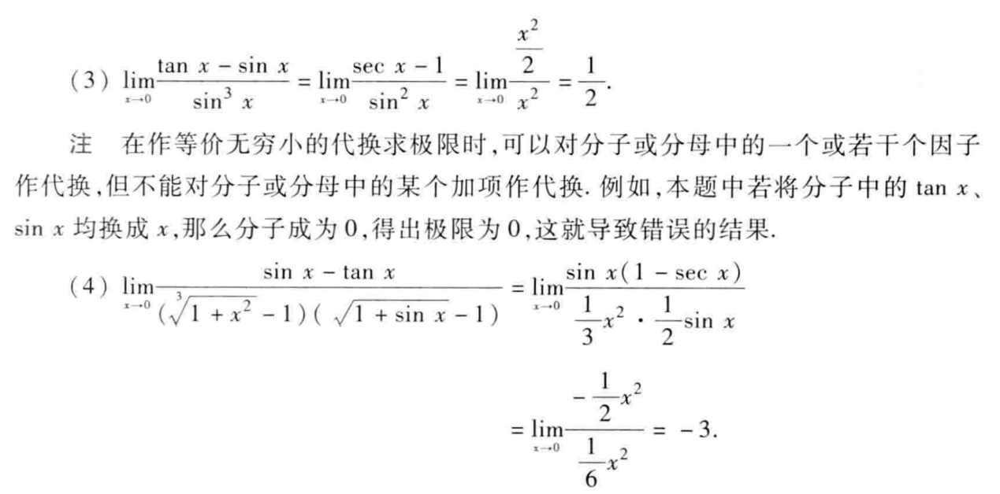 (3) $\lim\limits_{x\to 0}\dfrac{\tan x-\sin x}{\sin^3 x}=\lim\limits_{x\to 0}\dfrac{\sec x-1}{\sin^2 x}=\lim\limits_{x\to 0}\dfrac{\dfrac{x^2}{2}}{x^2}=\dfrac{1}{2}.$
注 在作等价无穷小的代换求极限时,可以对分子或分母中的一个或若干个因子
作代换,但不能对分子或分母中的某个加项作代换. 例如,本题中若将分子中的 tan x、
sin x 均换成 x,那么分子成为 0,得出极限为 0,这就导致错误的结果.
(4) $\lim\limits_{x\to 0}\dfrac{\sin x-\tan x}{(\sqrt[3]{1+x^2}-1)(\sqrt{1+\sin x}-1)}=\lim\limits_{x\to 0}\dfrac{\sin x(1-\sec x)}{\dfrac{1}{3}x^2\cdot\dfrac{1}{2}\sin x}$
$=\lim\limits_{x\to 0}\dfrac{-\dfrac{1}{2}x^2}{\dfrac{1}{6}x^2}=-3.$